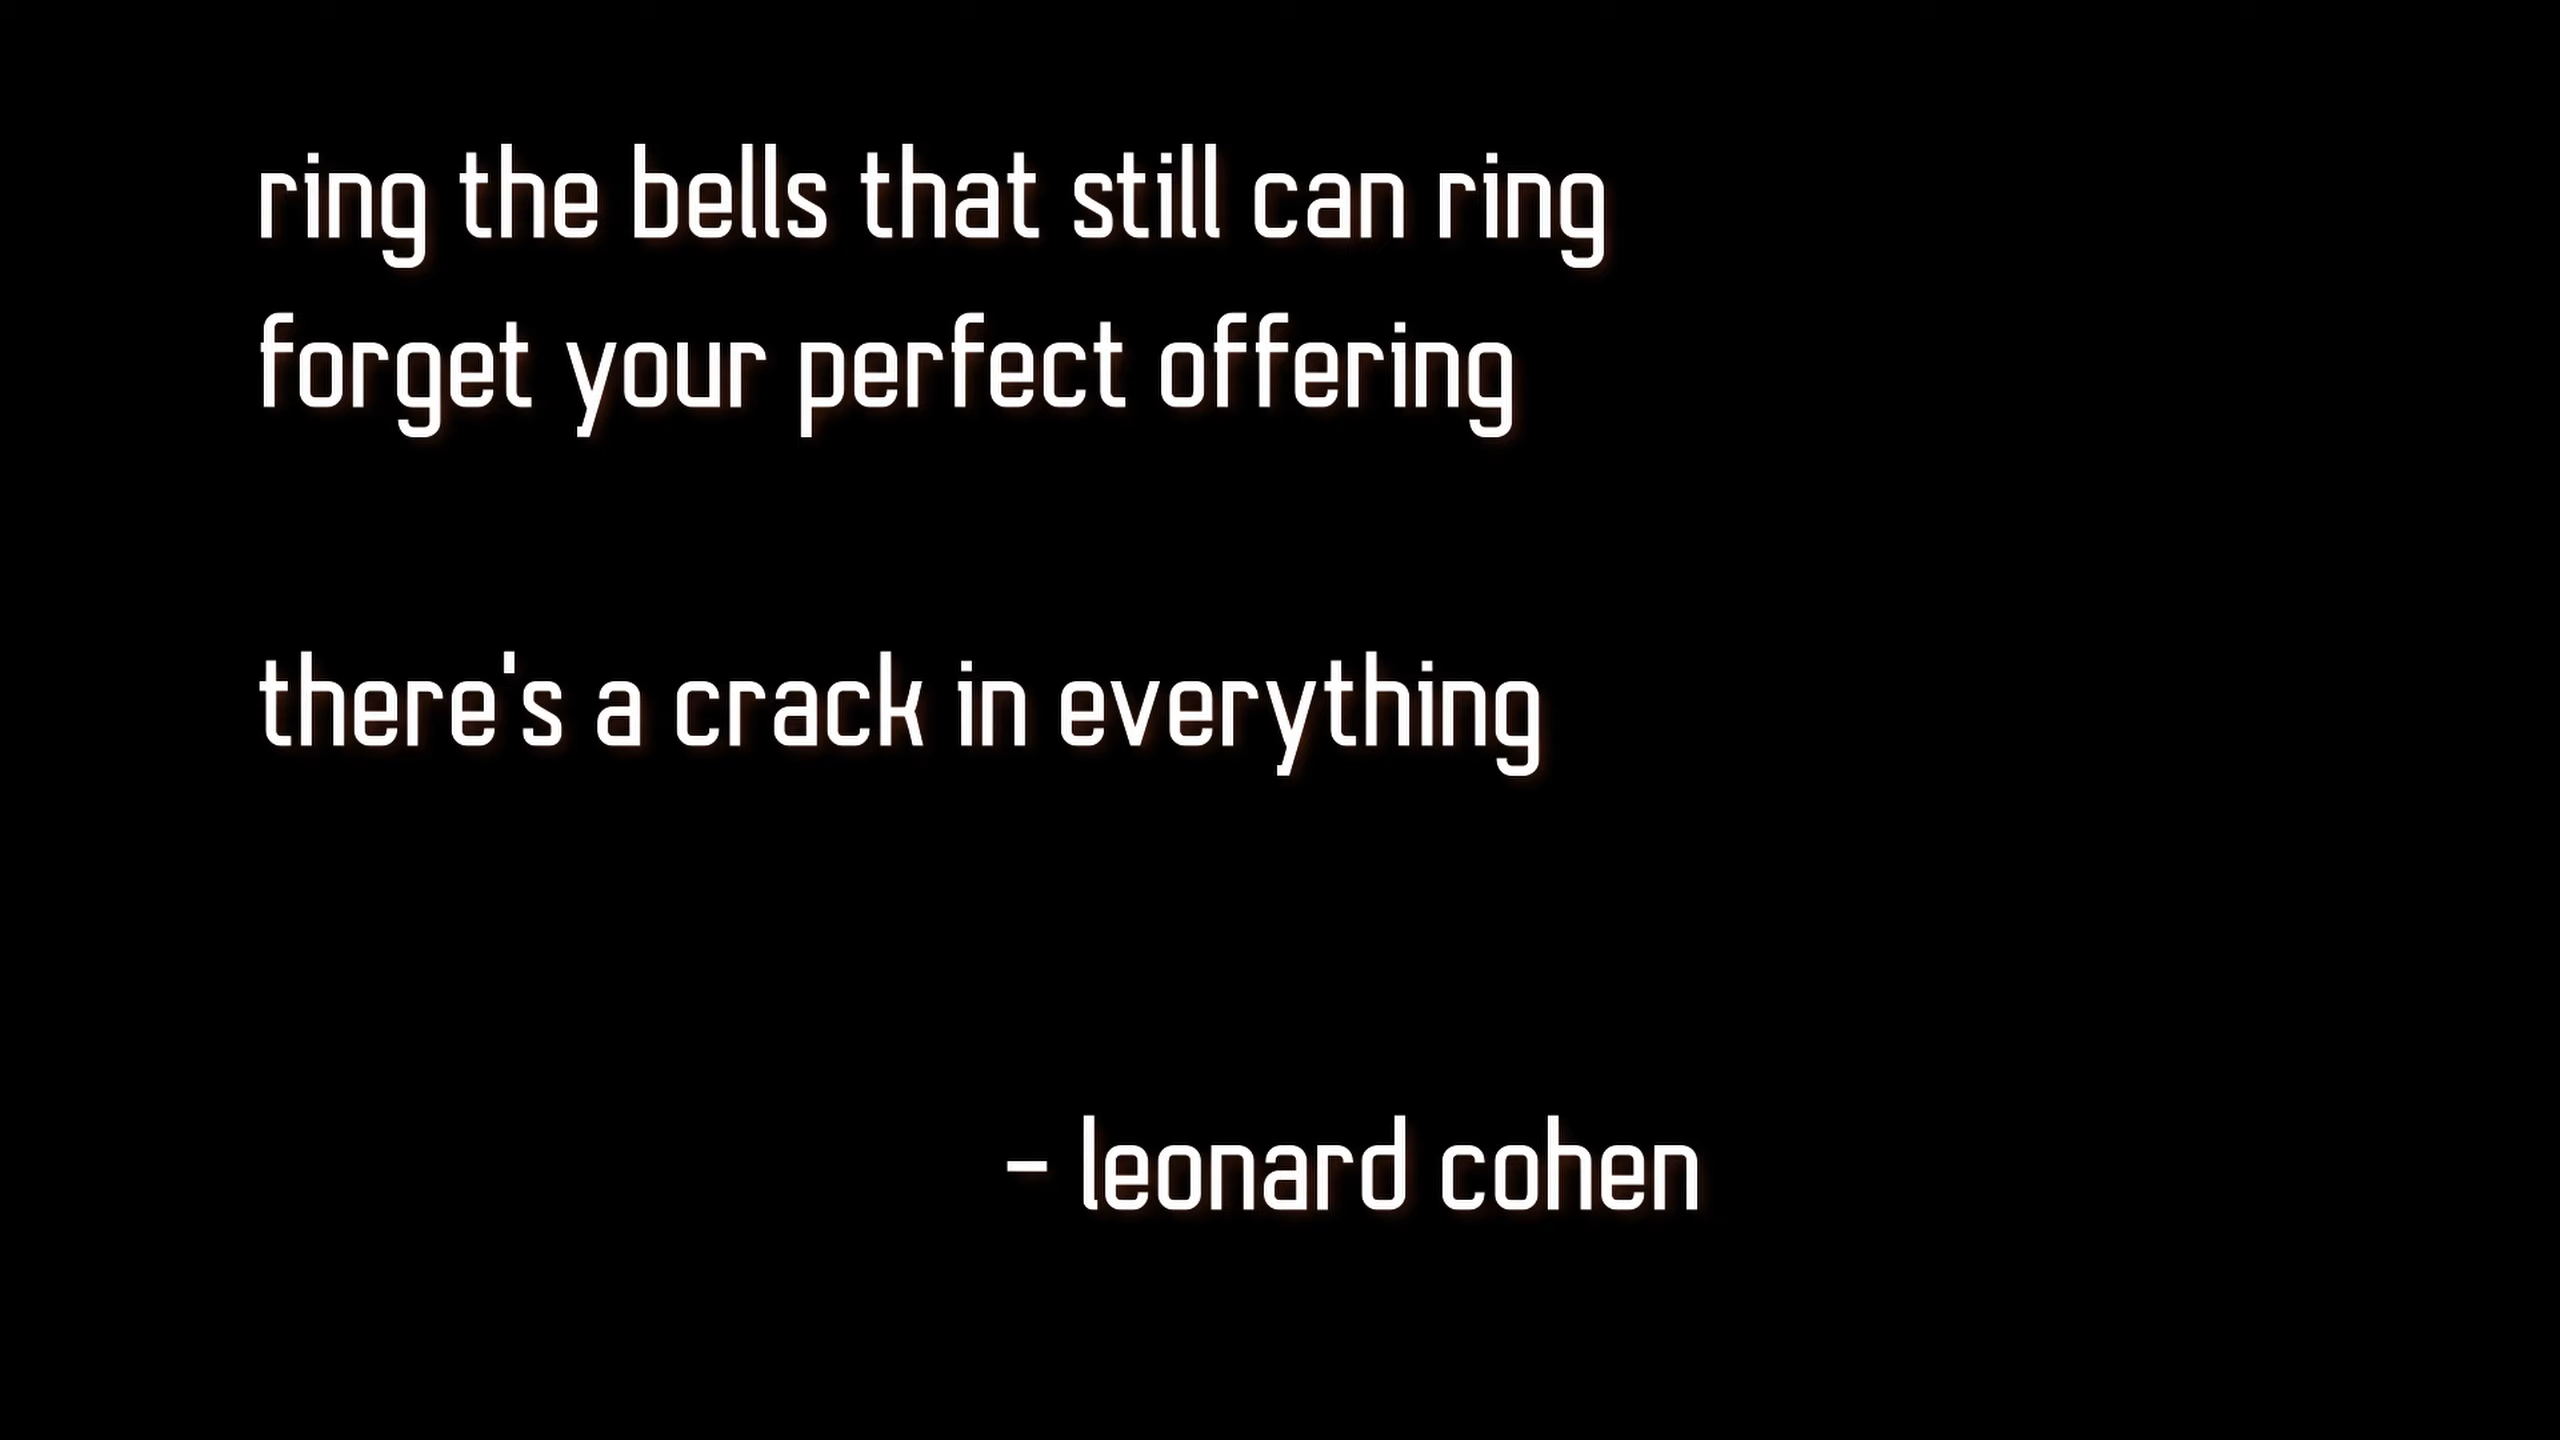 ring the bells that still can ring
forget your perfect offering
there's a crack in everything
- leonard cohen